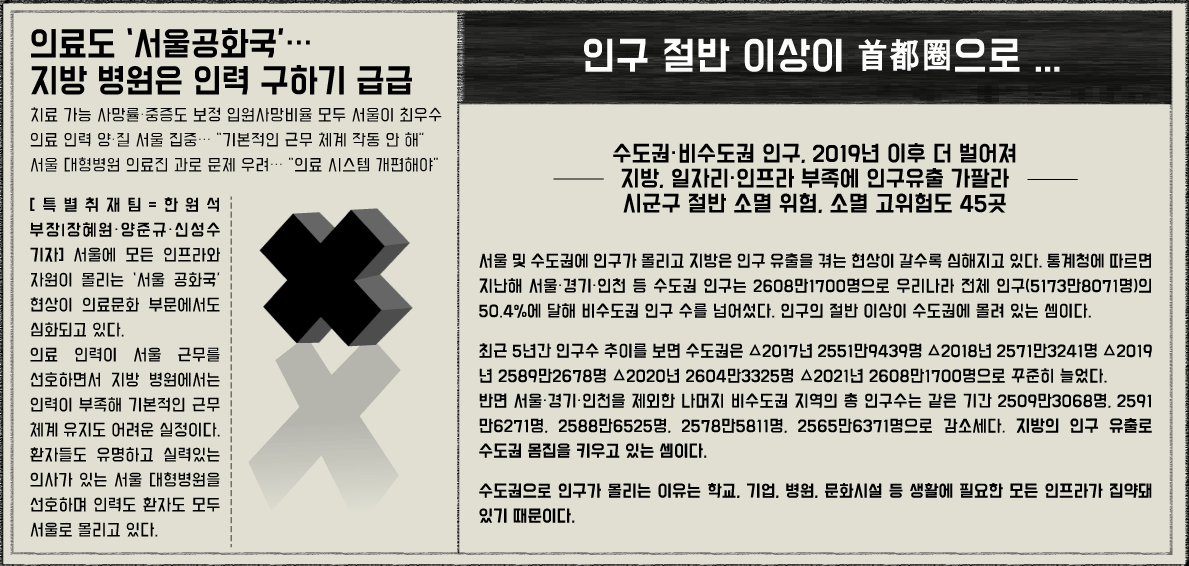 의료도 '서울공화국'…
지방 병원은 인력 구하기 급급
치료 가능 사망률·중증도 보정 입원사망비율 모두 서울이 최우수
의료 인력 양·질 서울 집중… "기본적인 근무 체계 작동 안 해"
서울 대형병원 의료진 과로 문제 우려… "의료 시스템 개편해야"
[특별취재팀=한원석
부장|장혜원·양준규·신성수
기자] 서울에 모든 인프라와
자원이 몰리는 '서울 공화국'
현상이 의료문화 부문에서도
심화되고 있다.
의료 인력이 서울 근무를
선호하면서 지방 병원에서는
인력이 부족해 기본적인 근무
체계 유지도 어려운 실정이다.
환자들도 유명하고 실력있는
의사가 있는 서울 대형병원을
선호하며 인력도 환자도 모두
서울로 몰리고 있다.
인구 절반 이상이 首都圈으로 ...
수도권·비수도권 인구, 2019년 이후 더 벌어져
지방, 일자리·인프라 부족에 인구유출 가팔라
시군구 절반 소멸 위험, 소멸 고위험도 45곳
서울 및 수도권에 인구가 몰리고 지방은 인구 유출을 겪는 현상이 갈수록 심해지고 있다. 통계청에 따르면
지난해 서울·경기·인천 등 수도권 인구는 2608만1700명으로 우리나라 전체 인구(5173만8071명)의
50.4%에 달해 비수도권 인구 수를 넘어섰다. 인구의 절반 이상이 수도권에 몰려 있는 셈이다.
최근 5년간 인구수 추이를 보면 수도권은 △2017년 2551만9439명 △2018년 2571만3241명 △2019
년 2589만2678명 △2020년 2604만3325명 △2021년 2608만1700명으로 꾸준히 늘었다.
반면 서울·경기·인천을 제외한 나머지 비수도권 지역의 총 인구수는 같은 기간 2509만3068명, 2591
만6271명, 2588만6525명, 2578만5811명, 2565만6371명으로 감소세다. 지방의 인구 유출로
수도권 몸집을 키우고 있는 셈이다.
수도권으로 인구가 몰리는 이유는 학교, 기업, 병원, 문화시설 등 생활에 필요한 모든 인프라가 집약돼
있기 때문이다.